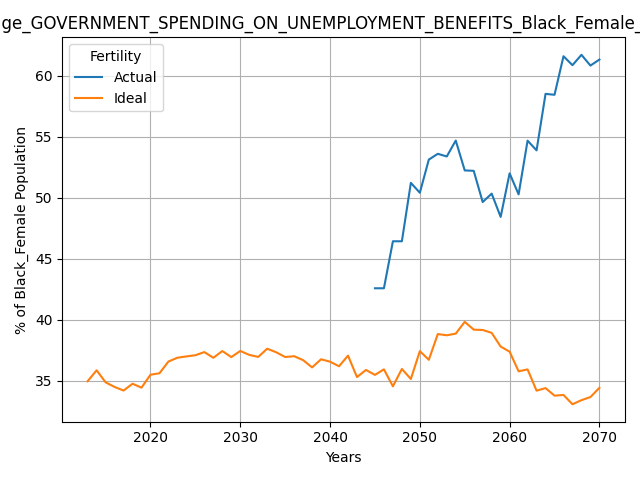 ge_GOVERNMENT_SPENDING_ON_UNEMPLOYMENT_BENEFITS_Black_Female_
Fertility
Actual
Ideal
% of Black_Female Population
60
55
50
45
40
35
2020 2030 2040 2050 2060 2070
Years